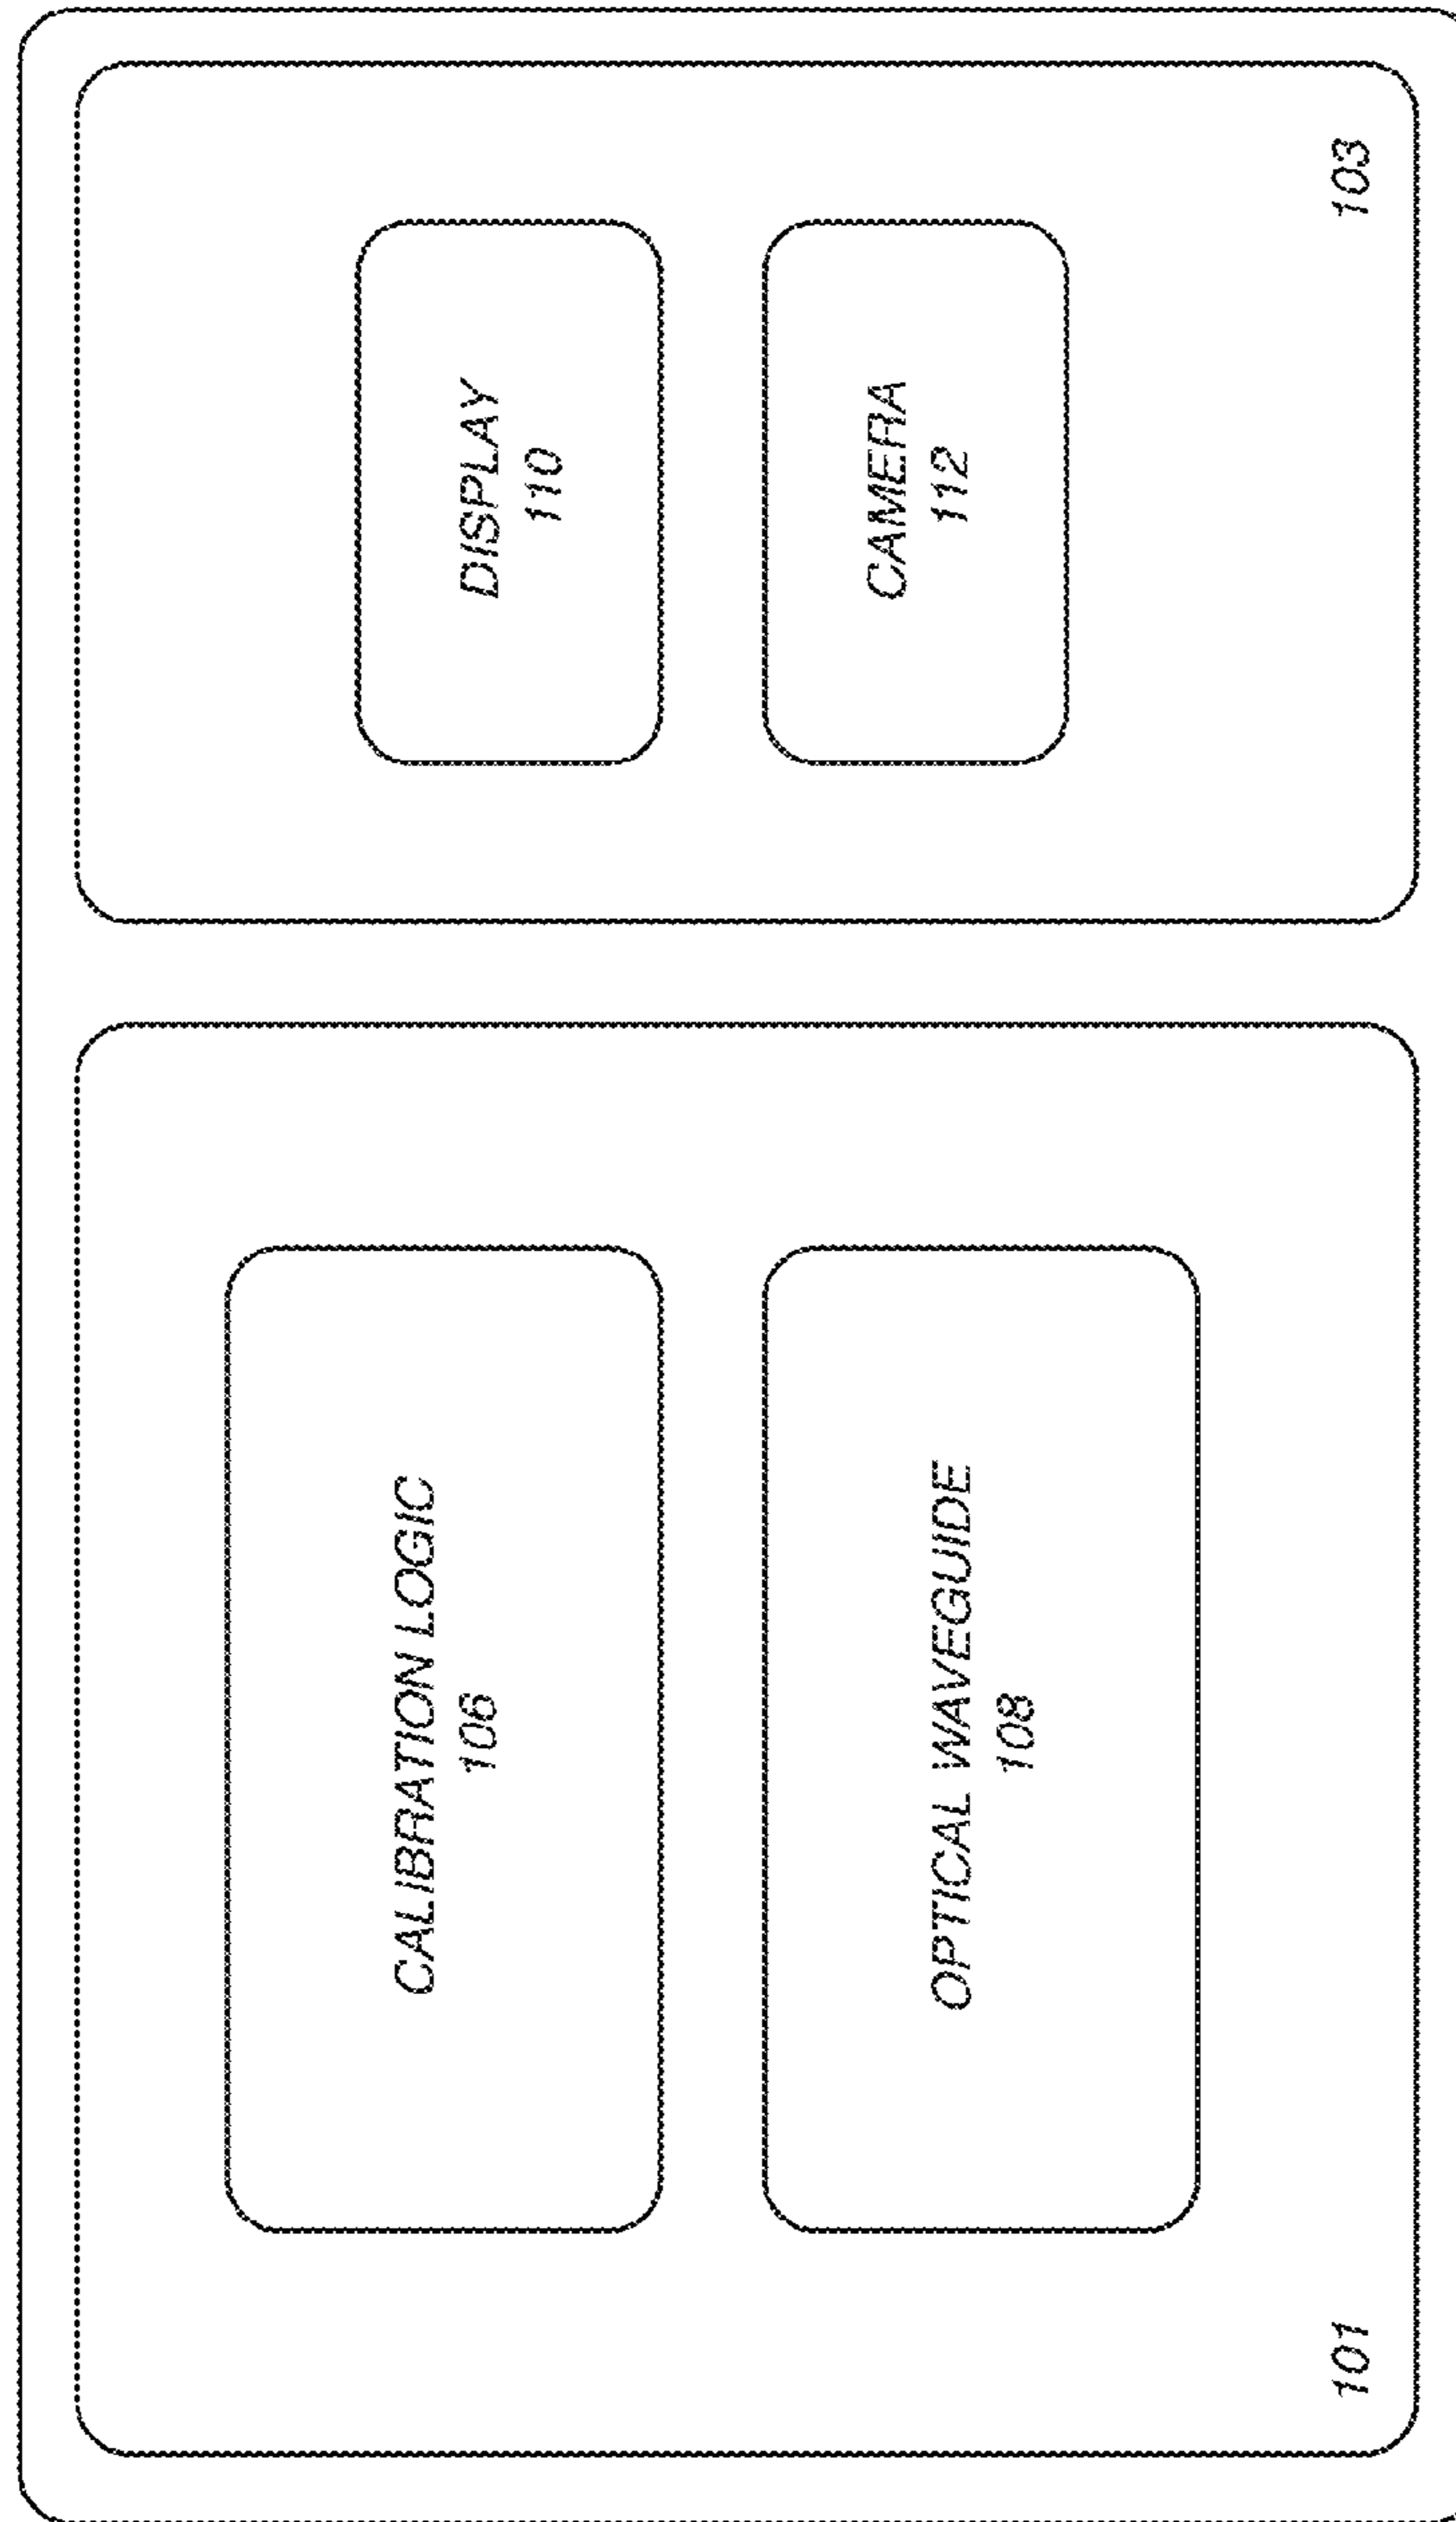 CALIBRATION LOGIC
106
OPTICAL WAVEGUIDE
108
101
DISPLAY
110
CAMERA
112
103